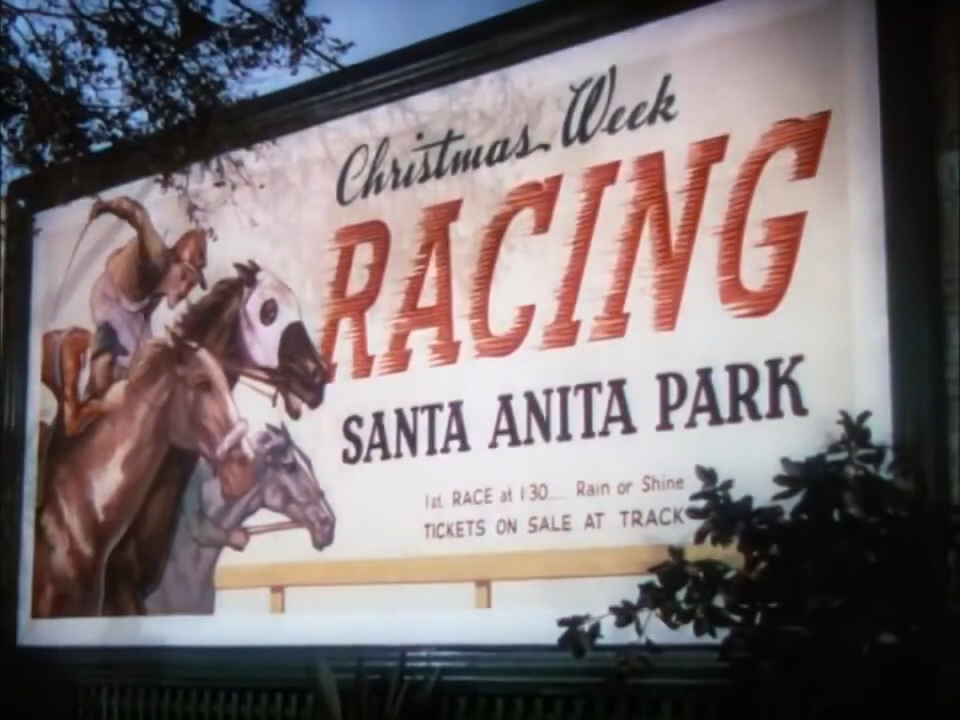 Christmas Week
RACING
SANTA ANITA PARK
1st. RACE at 1:30.... Rain or Shine
TICKETS ON SALE AT TRACK